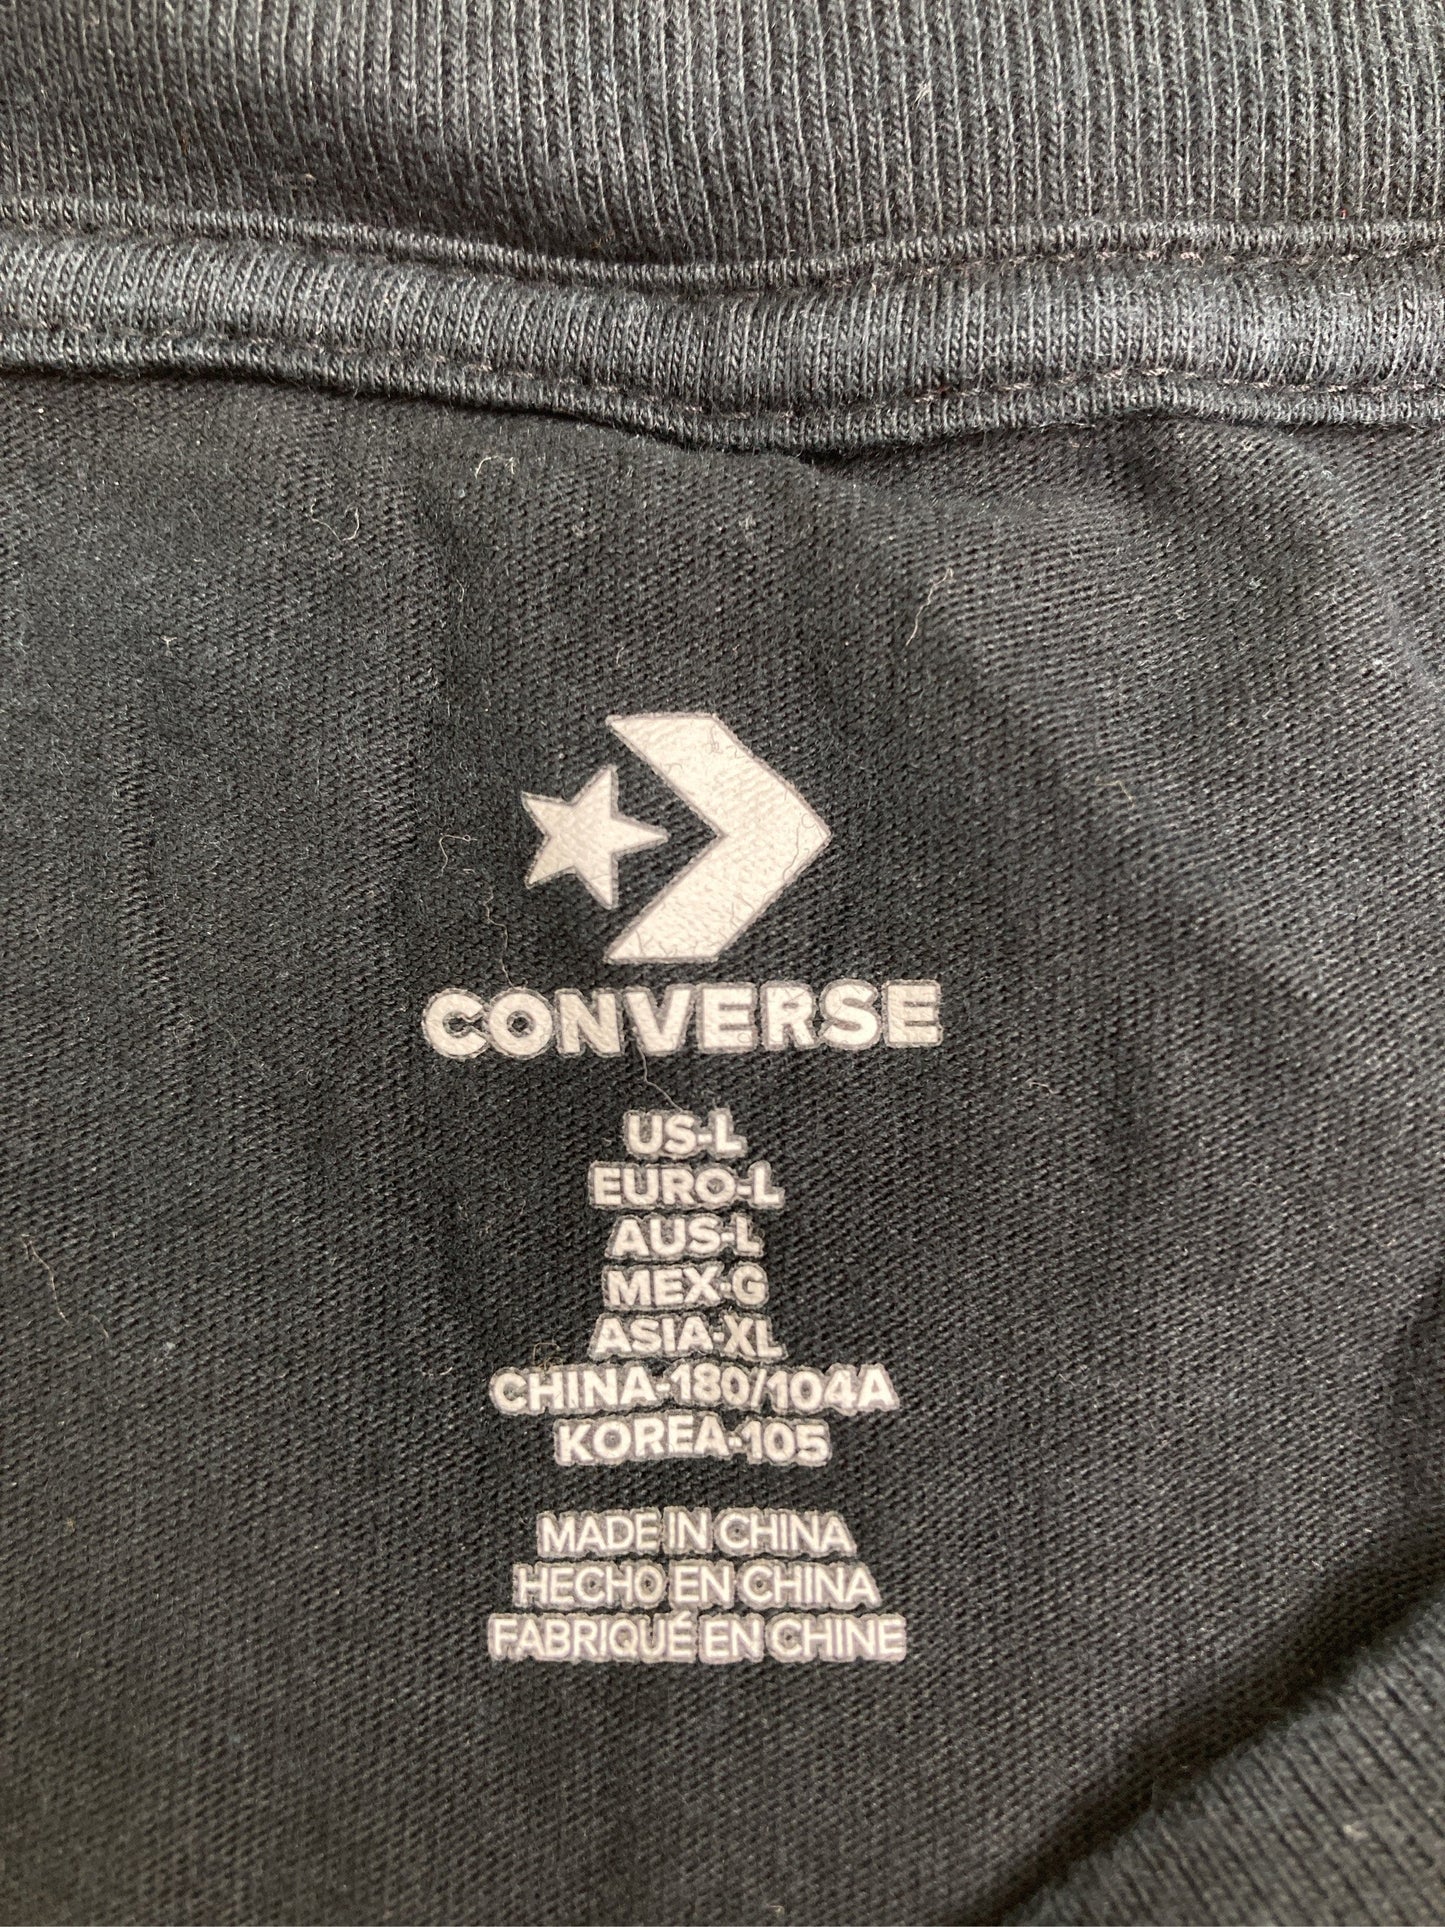 CONVERSE
US-L
EURO-L
AUS-L
MEX-G
ASIA-XL
CHINA-180/104A
KOREA-105
MADE IN CHINA
HECHO EN CHINA
FABRIQUÉ EN CHINE